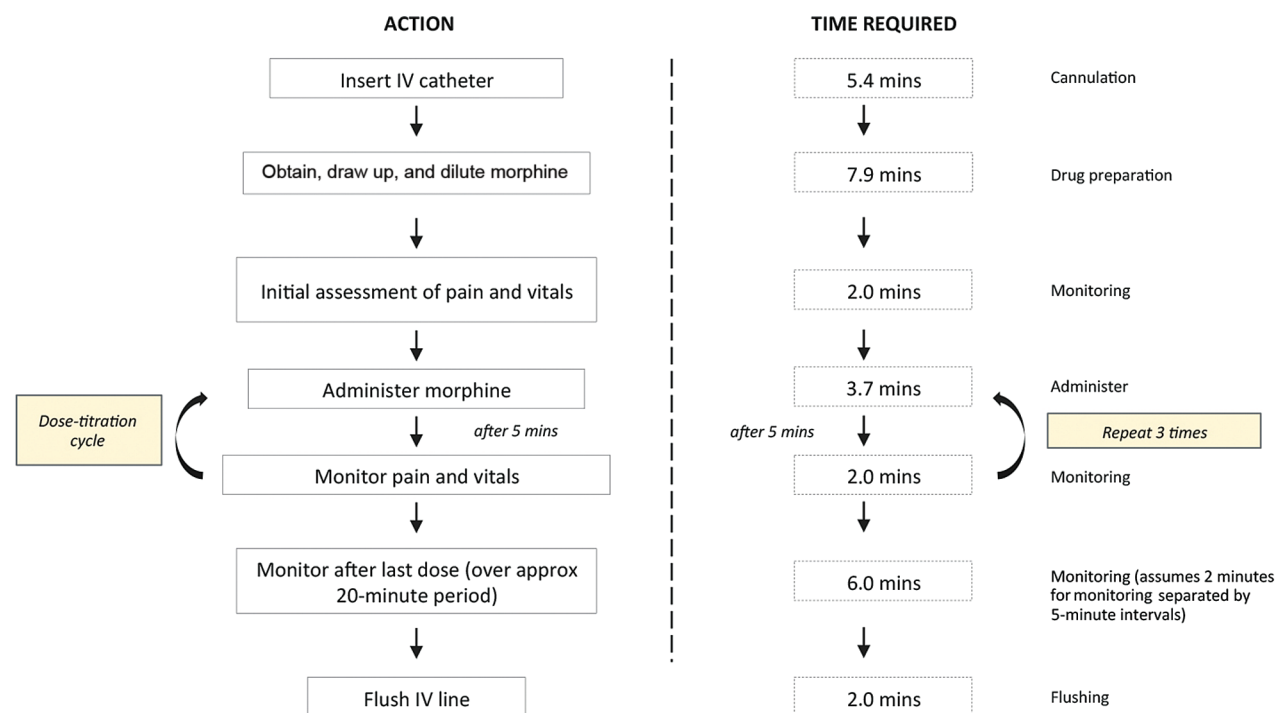 ACTION
TIME REQUIRED
Insert IV catheter
5.4 mins
Cannulation
Obtain, draw up, and dilute morphine
7.9 mins
Drug preparation
Initial assessment of pain and vitals
2.0 mins
Monitoring
Administer morphine
3.7 mins
Administer
Dose-titration
cycle
after 5 mins
after 5 mins
Repeat 3 times
Monitor pain and vitals
2.0 mins
Monitoring
Monitor after last dose (over approx
20-minute period)
6.0 mins
Monitoring (assumes 2 minutes
for monitoring separated by
5-minute intervals)
Flush IV line
2.0 mins
Flushing